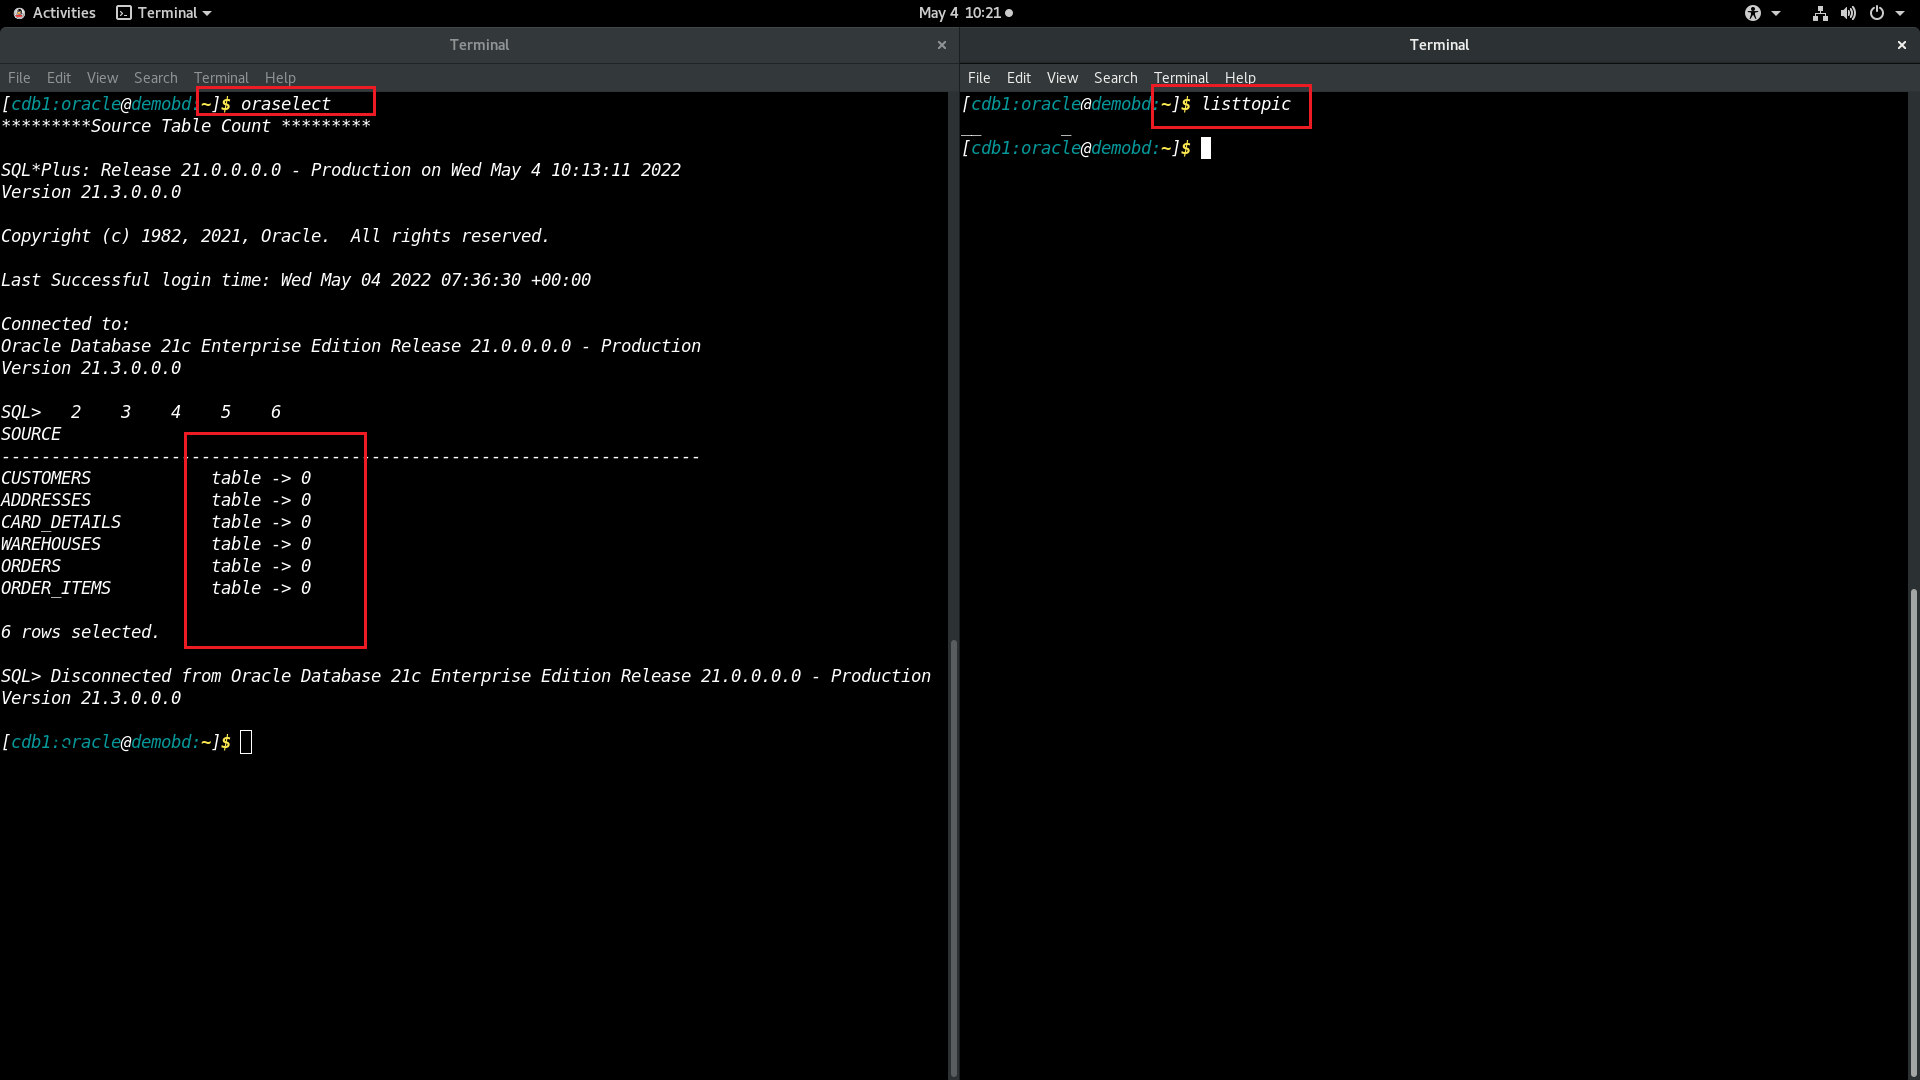 Activities Terminal May 4 10:21
Terminal
File Edit View Search Terminal Help
[cdb1:oracle@demobd:~]$ oraselect
*********Source Table Count *********
SQL*Plus: Release 21.0.0.0.0 - Production on Wed May 4 10:13:11 2022
Version 21.3.0.0.0
Copyright (c) 1982, 2021, Oracle.  All rights reserved.
Last Successful login time: Wed May 04 2022 07:36:30 +00:00
Connected to:
Oracle Database 21c Enterprise Edition Release 21.0.0.0.0 - Production
Version 21.3.0.0.0
SQL>   2    3    4    5    6
SOURCE
----------------------------------------------------------------------
CUSTOMERS            table -> 0
ADDRESSES            table -> 0
CARD_DETAILS         table -> 0
WAREHOUSES           table -> 0
ORDERS               table -> 0
ORDER_ITEMS          table -> 0
6 rows selected.
SQL> Disconnected from Oracle Database 21c Enterprise Edition Release 21.0.0.0.0 - Production
Version 21.3.0.0.0
[cdb1:oracle@demobd:~]$
Terminal
File Edit View Search Terminal Help
[cdb1:oracle@demobd:~]$ listtopic
__        _
[cdb1:oracle@demobd:~]$